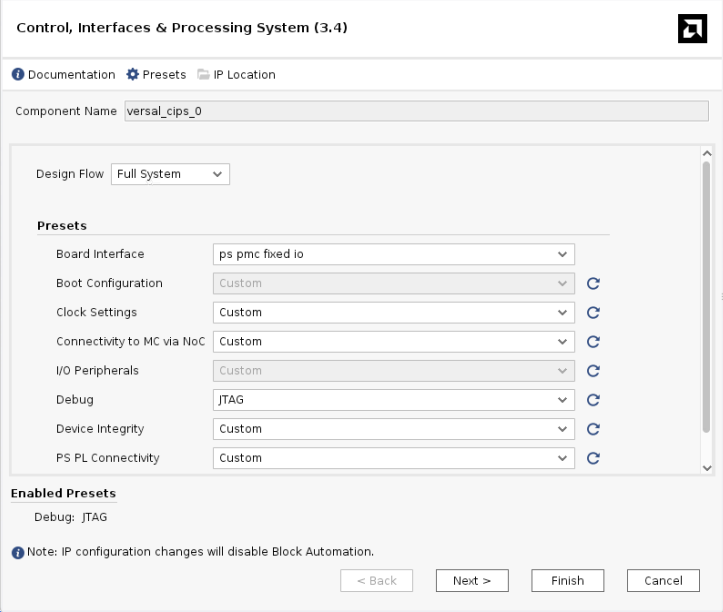 Control, Interfaces & Processing System (3.4)
Documentation Presets IP Location
Component Name versal_cips_0
Design Flow Full System
Presets
Board Interface ps pmc fixed io
Boot Configuration Custom
Clock Settings Custom
Connectivity to MC via NoC Custom
I/O Peripherals Custom
Debug JTAG
Device Integrity Custom
PS PL Connectivity Custom
Enabled Presets
Debug: JTAG
Note: IP configuration changes will disable Block Automation.
< Back Next > Finish Cancel